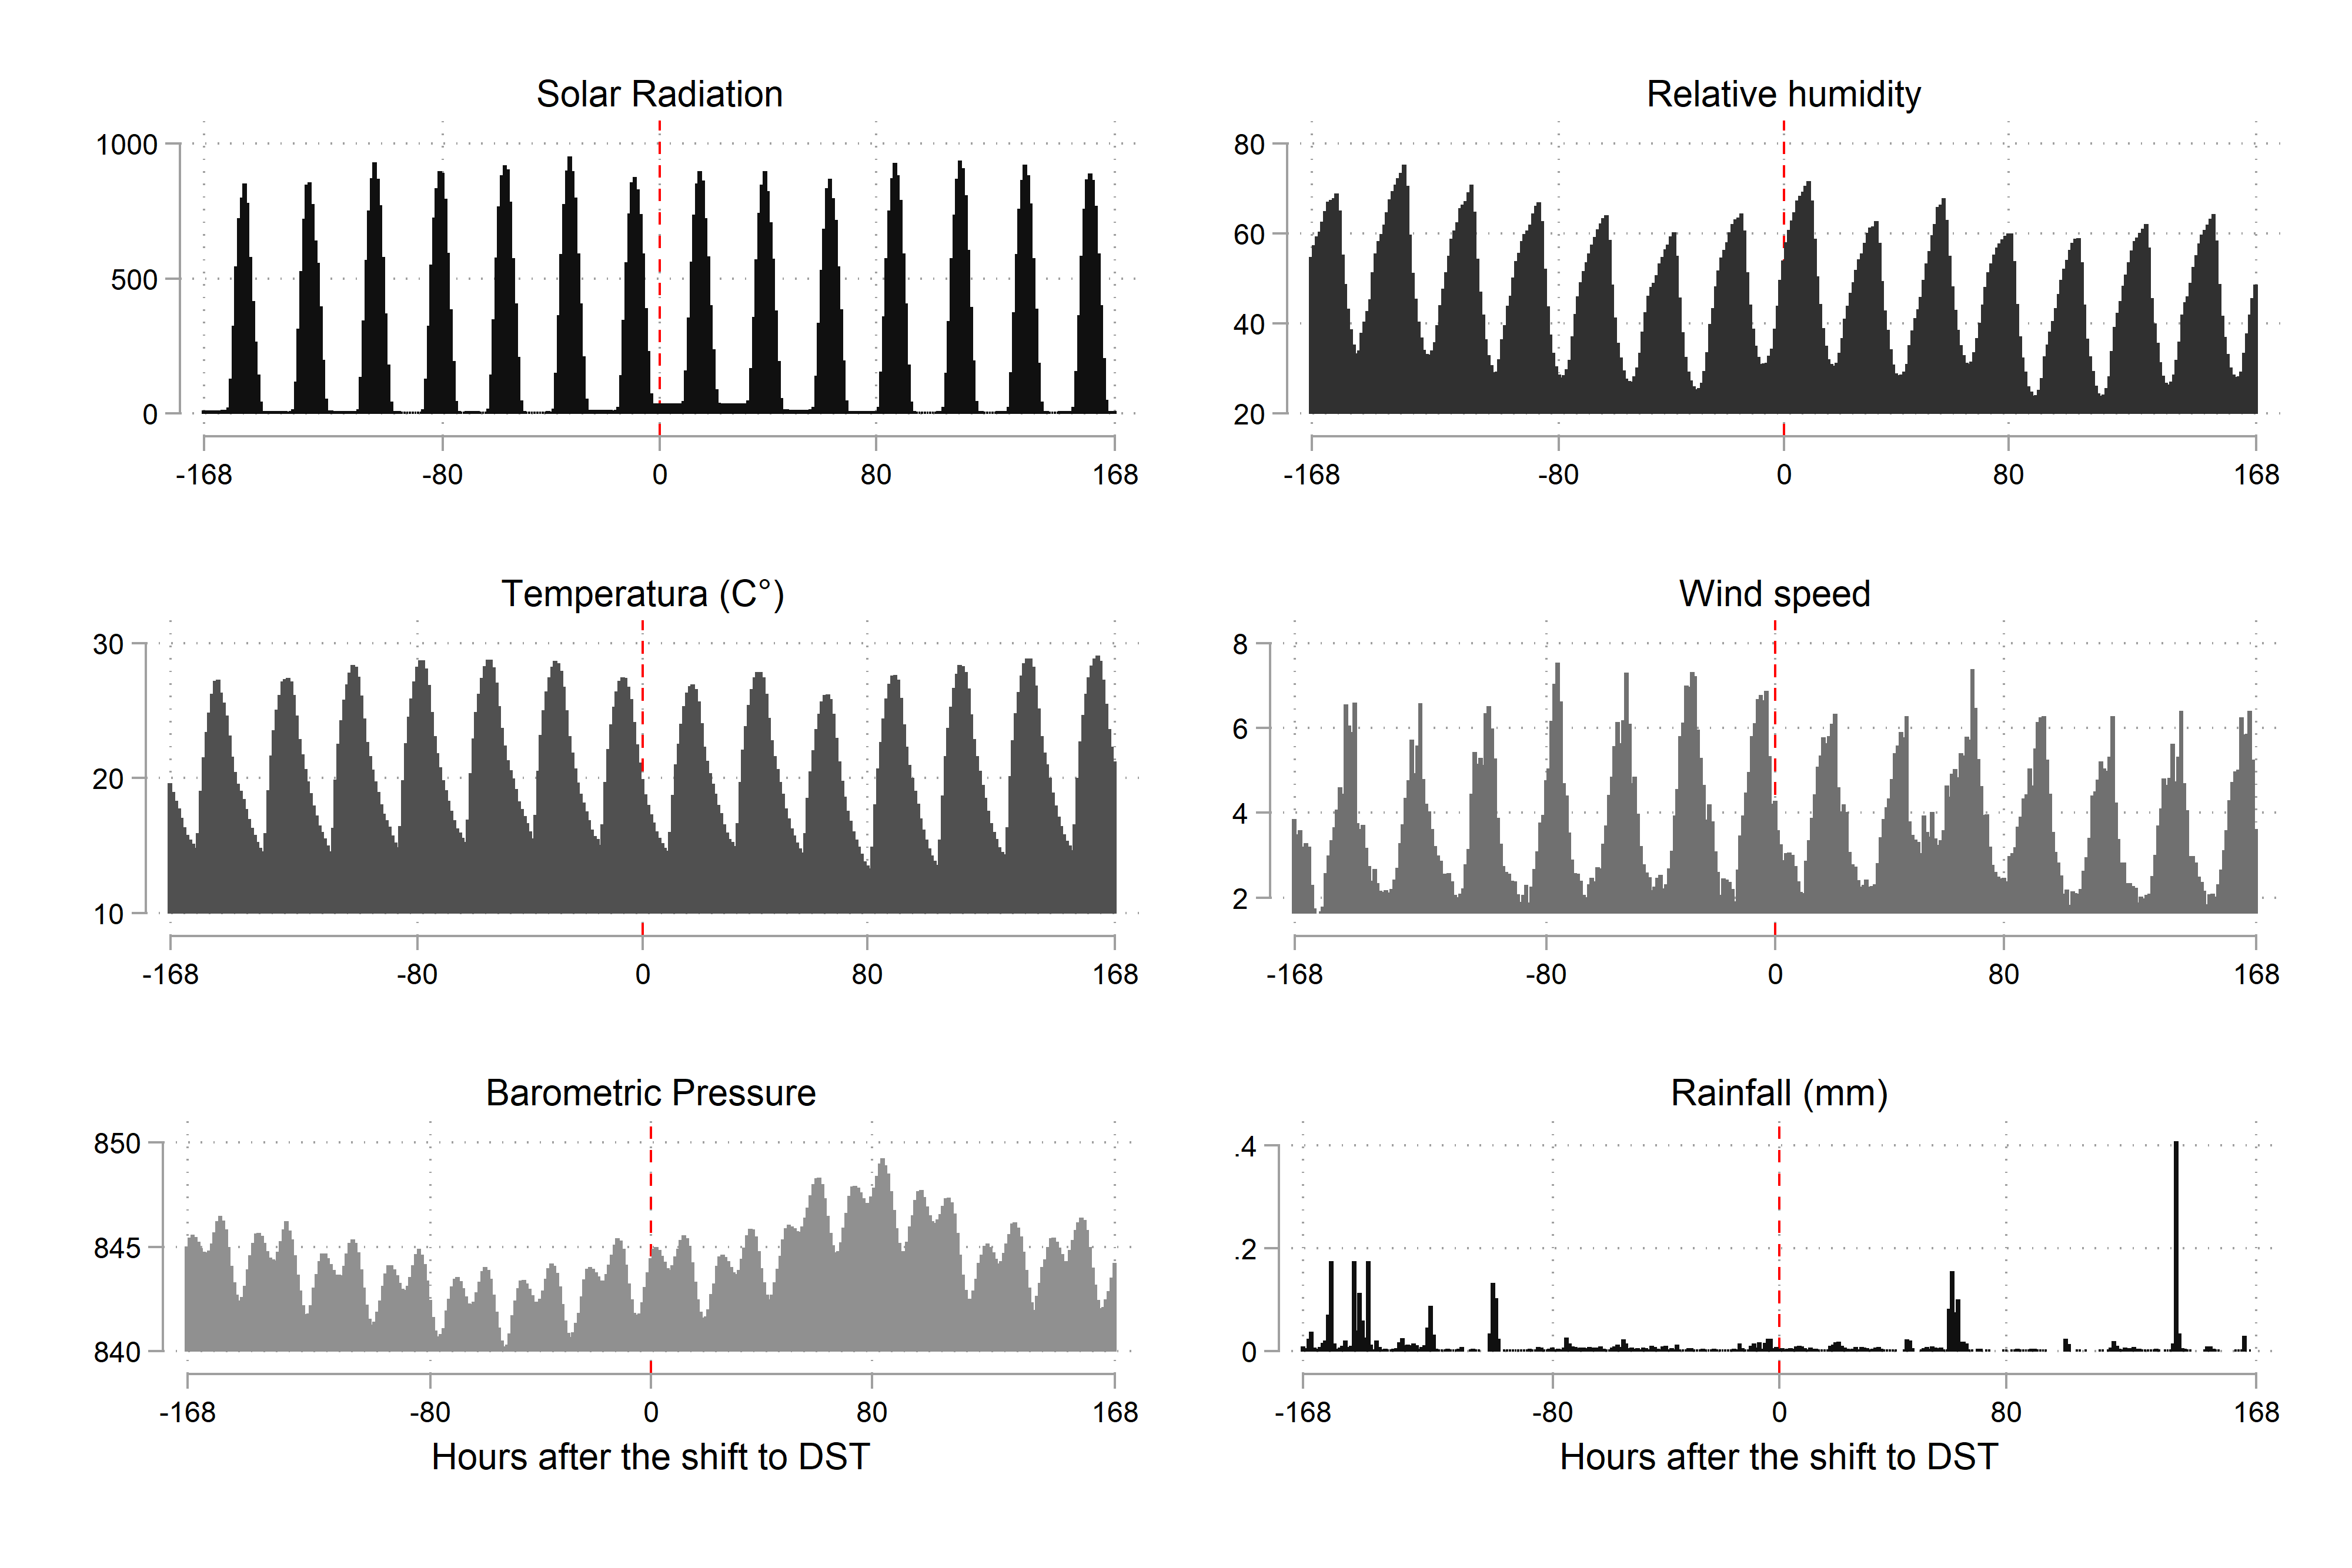 Solar Radiation
1000
500
0
-168 -80 0 80 168
Relative humidity
80
60
40
20
-168 -80 0 80 168
Temperatura (C°)
30
20
10
-168 -80 0 80 168
Wind speed
8
6
4
2
-168 -80 0 80 168
Barometric Pressure
850
845
840
-168 -80 0 80 168
Hours after the shift to DST
Rainfall (mm)
.4
.2
0
-168 -80 0 80 168
Hours after the shift to DST